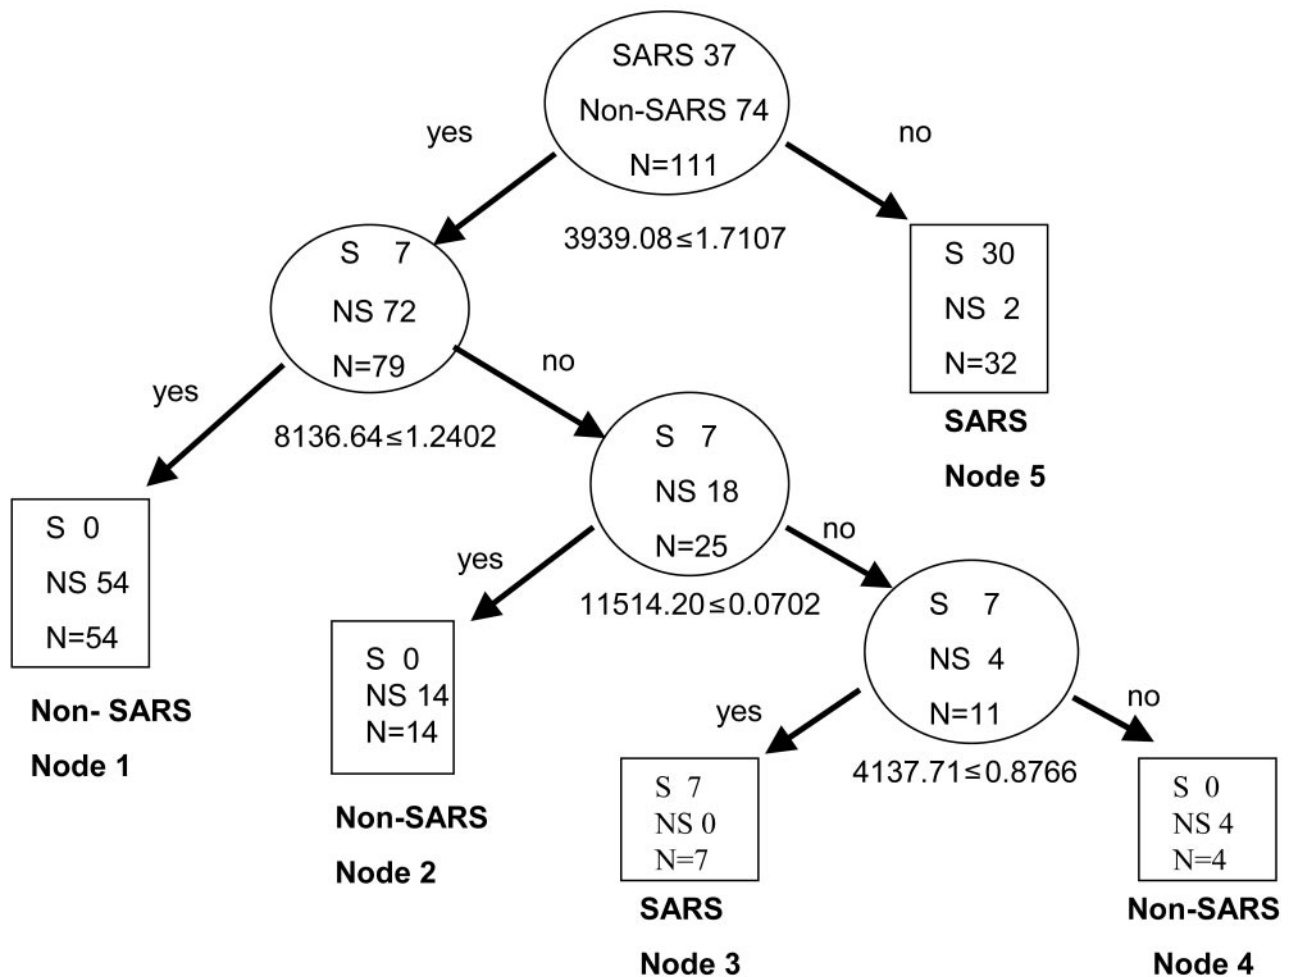 SARS 37
Non-SARS 74
N=111
yes
no
3939.08≤1.7107
S 7
NS 72
N=79
S 30
NS 2
N=32
SARS
Node 5
yes
no
8136.64≤1.2402
S 7
NS 18
N=25
S 0
NS 54
N=54
Non- SARS
Node 1
yes
no
11514.20≤0.0702
S 0
NS 14
N=14
Non-SARS
Node 2
S 7
NS 4
N=11
yes
no
4137.71≤0.8766
S 7
NS 0
N=7
SARS
Node 3
S 0
NS 4
N=4
Non-SARS
Node 4